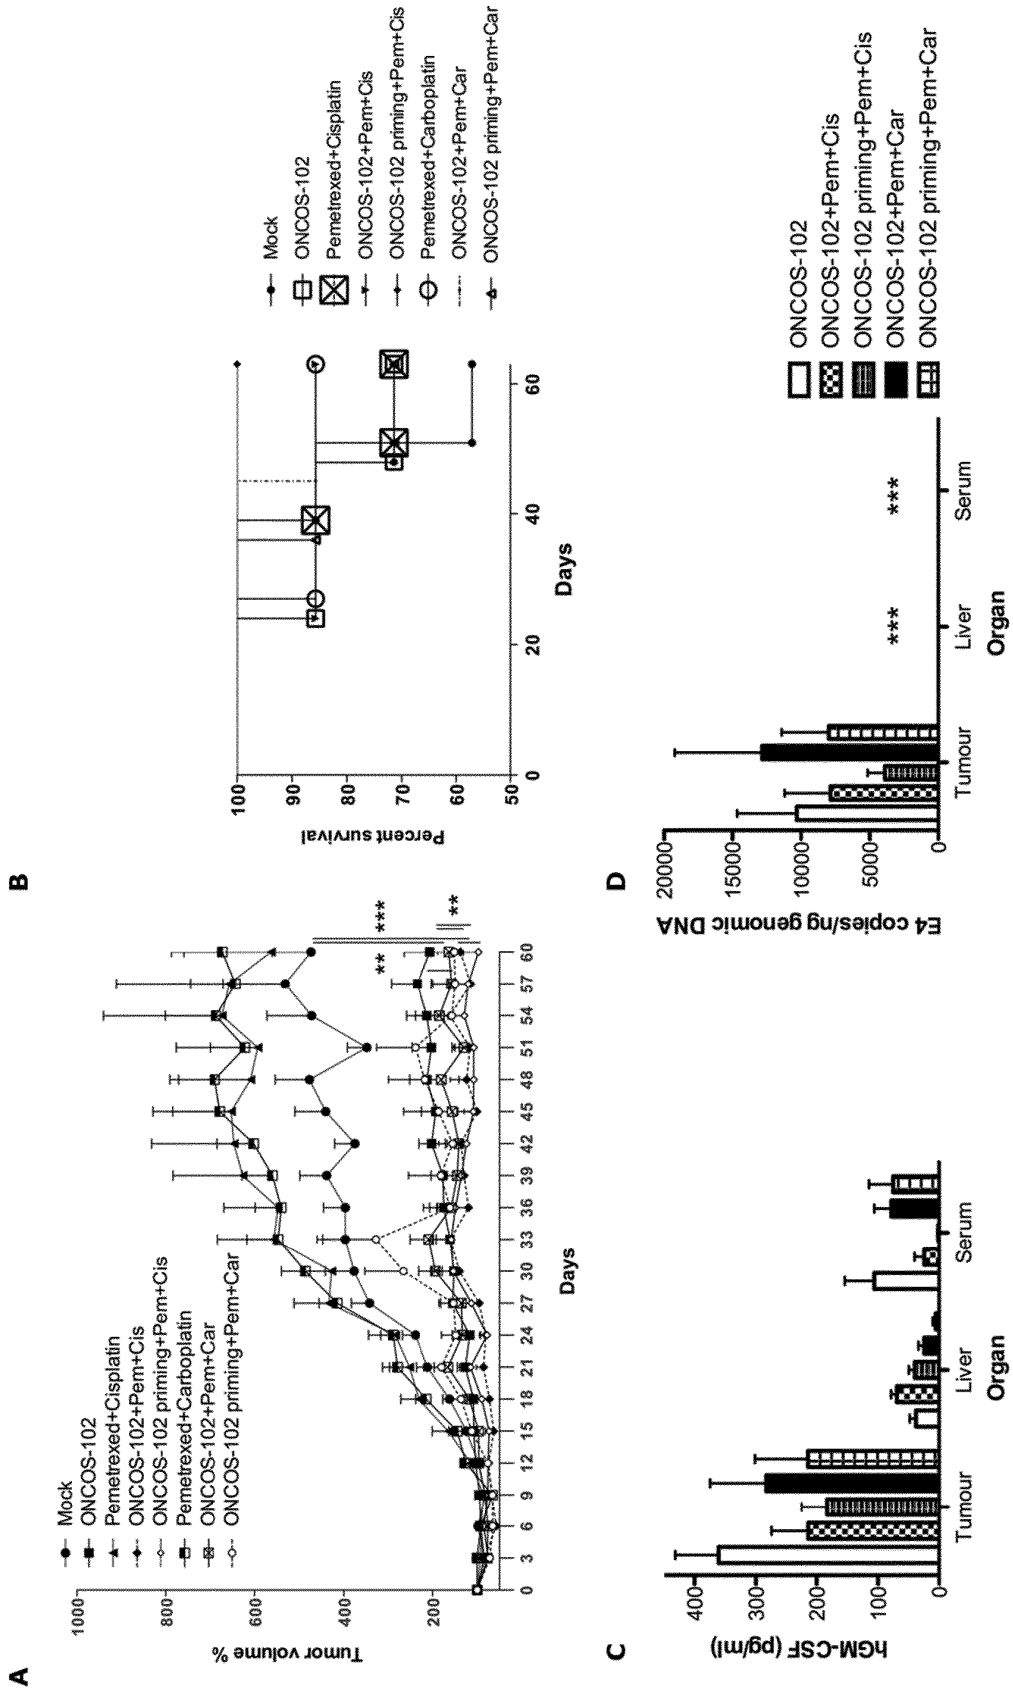 A
Tumor volume %
1000
800
600
400
200
Mock
ONCOS-102
Pemetrexed+Cisplatin
ONCOS-102+Pem+Cis
ONCOS-102 priming+Pem+Cis
Pemetrexed+Carboplatin
ONCOS-102+Pem+Car
ONCOS-102 priming+Pem+Car
**
***
**
0 3 6 9 12 15 18 21 24 27 30 33 36 39 42 45 48 51 54 57 60
Days
B
Percent survival
100
90
80
70
60
50
0 20 40 60
Days
Mock
ONCOS-102
Pemetrexed+Cisplatin
ONCOS-102+Pem+Cis
ONCOS-102 priming+Pem+Cis
Pemetrexed+Carboplatin
ONCOS-102+Pem+Car
ONCOS-102 priming+Pem+Car
C
hGM-CSF (pg/ml)
400
300
200
100
0
Tumour Liver Serum
Organ
D
E4 copies/ng genomic DNA
20000
15000
10000
5000
0
*** ***
Tumour Liver Serum
Organ
ONCOS-102
ONCOS-102+Pem+Cis
ONCOS-102 priming+Pem+Cis
ONCOS-102+Pem+Car
ONCOS-102 priming+Pem+Car